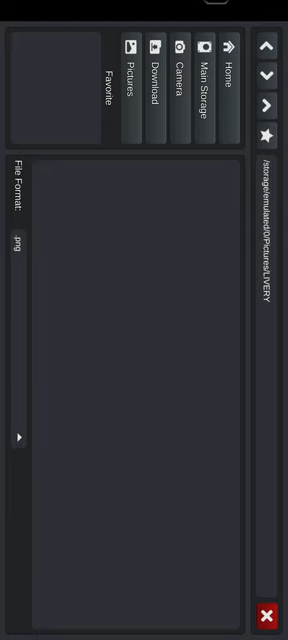 /storage/emulated/0/Pictures/LIVERY
Home
Main Storage
Camera
Download
Pictures
Favorite
File Format:
.png